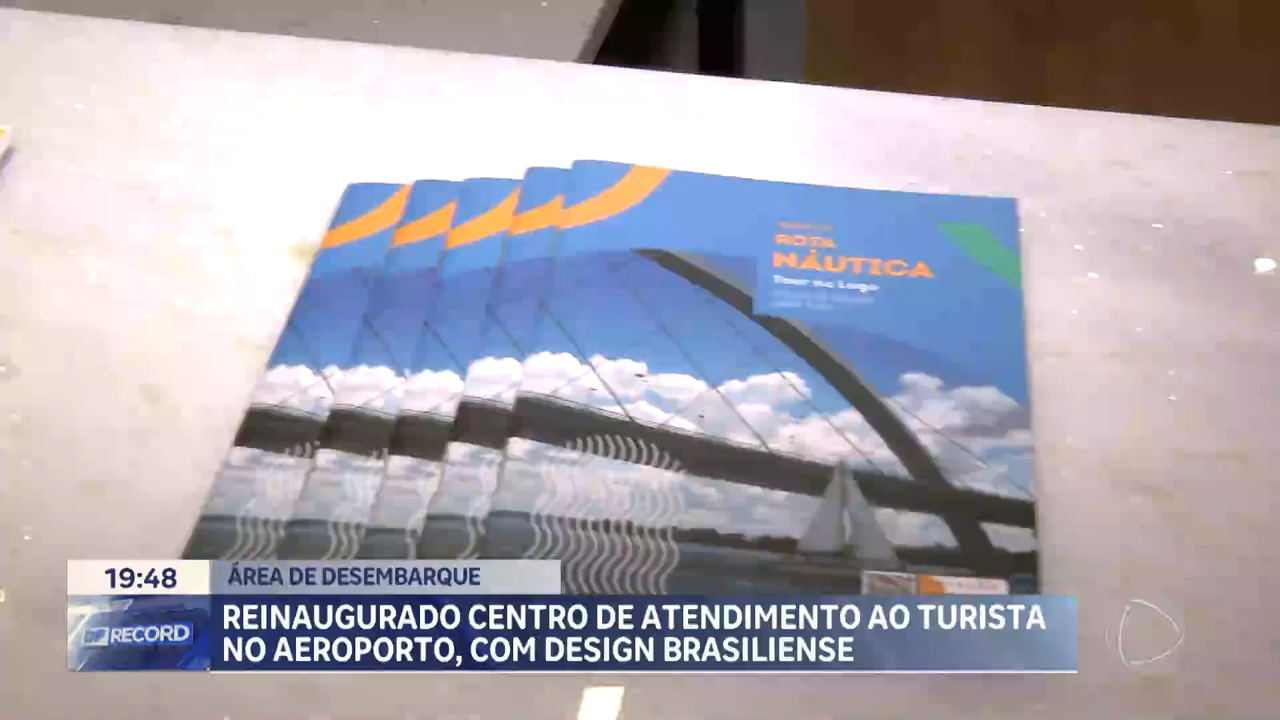 ROTA
NÁUTICA
Tour no Lago
19:48
ÁREA DE DESEMBARQUE
DF RECORD
REINAUGURADO CENTRO DE ATENDIMENTO AO TURISTA
NO AEROPORTO, COM DESIGN BRASILIENSE